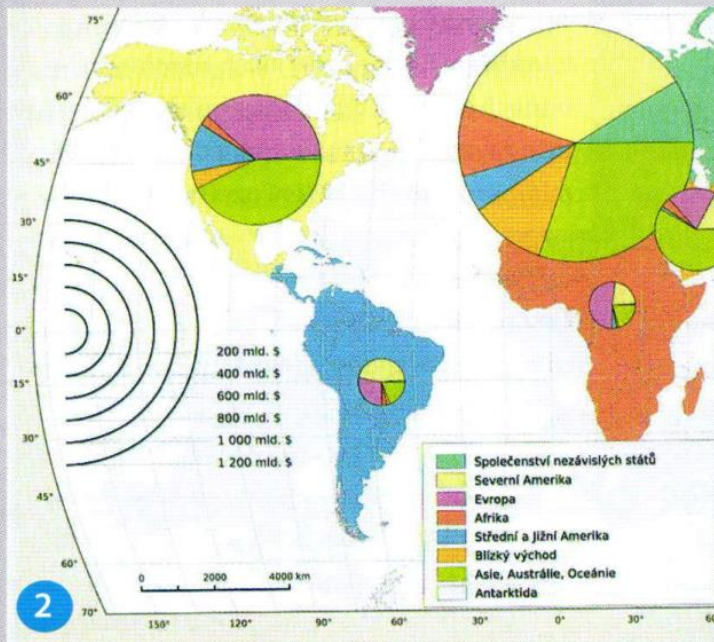 75°
60°
45°
30°
15°
0°
15°
30°
45°
60°
70°
200 mld. $
400 mld. $
600 mld. $
800 mld. $
1 000 mld. $
1 200 mld. $
Společenství nezávislých států
Severní Amerika
Evropa
Afrika
Střední a Jižní Amerika
Blízký východ
Asie, Austrálie, Oceánie
Antarktida
0 2000 4000 km
2
150° 120° 90° 60° 30° 0° 30°